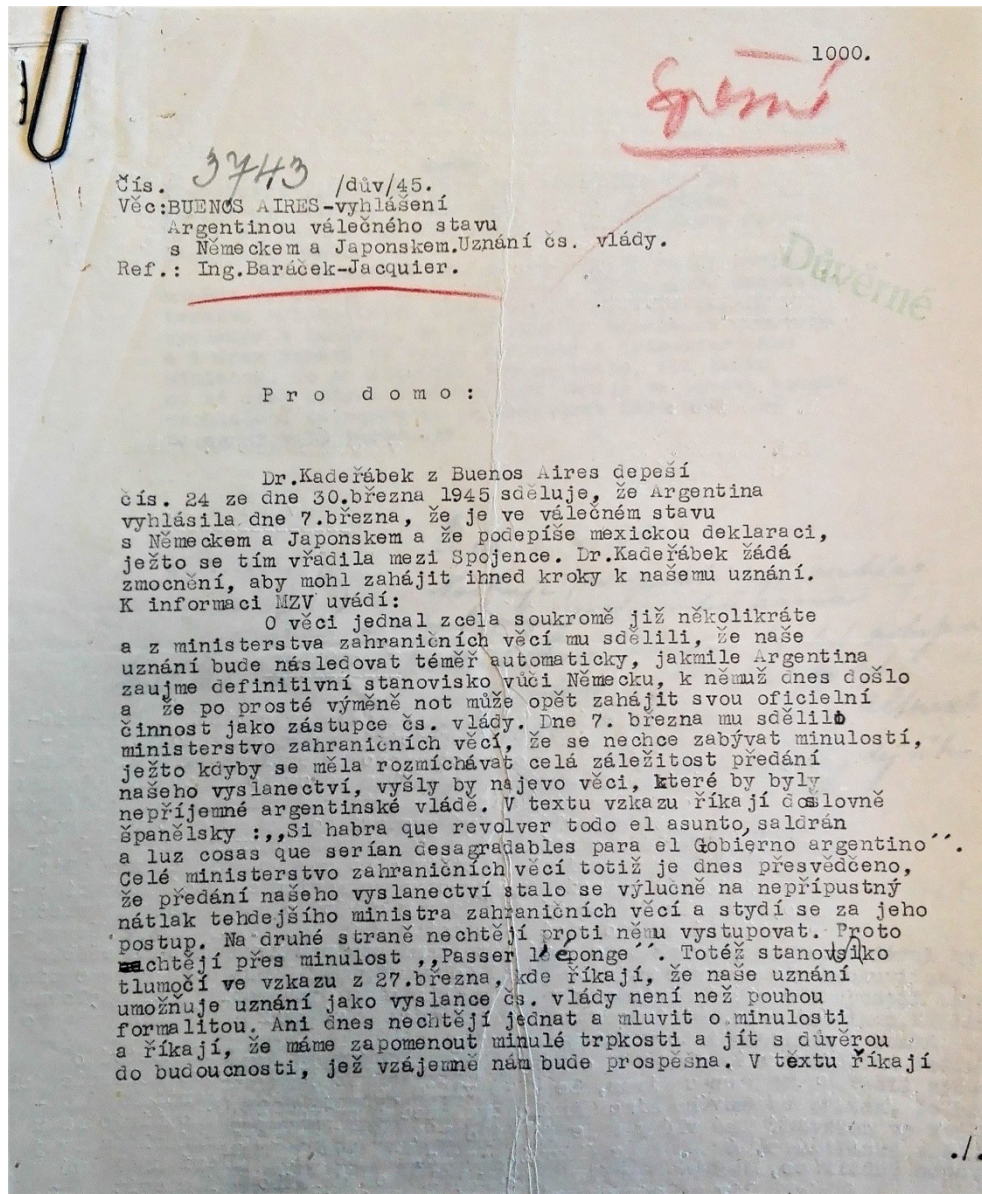 1000.
Spěšné
Čís. 3743 /dův/45.
Věc:BUENOS AIRES-vyhlášení
Argentinou válečného stavu
s Německem a Japonskem.Uznání čs. vlády.
Ref.: Ing.Baráček-Jacquier.
Důvěrné
P r o d o m o :
Dr.Kadeřábek z Buenos Aires depeší
čís. 24 ze dne 30.března 1945 sděluje, že Argentina
vyhlásila dne 7.března, že je ve válečném stavu
s Německem a Japonskem a že podepíše mexickou deklaraci,
ježto se tím vřadila mezi Spojence. Dr.Kadeřábek žádá
zmocnění, aby mohl zahájit ihned kroky k našemu uznání.
K informaci MZV uvádí:
O věci jednal zcela soukromě již několikráte
a z ministerstva zahraničních věcí mu sdělili, že naše
uznání bude následovat téměř automaticky, jakmile Argentina
zaujme definitivní stanovisko vůči Německu, k němuž dnes došlo
a že po prosté výměně not může opět zahájit svou oficielní
činnost jako zástupce čs. vlády. Dne 7. března mu sdělilo
ministerstvo zahraničních věcí, že se nechce zabývat minulostí,
ježto kdyby se měla rozmíchávat celá záležitost předání
našeho vyslanectví, vyšly by najevo věci, které by byly
nepříjemné argentinské vládě. V textu vzkazu říkají doslovně
španělsky :,,Si habra que revolver todo el asunto, saldrán
a luz cosas que serían desagradables para el Gobierno argentino´´.
Celé ministerstvo zahraničních věcí totiž je dnes přesvědčeno,
že předání našeho vyslanectví stalo se výlučně na nepřípustný
nátlak tehdejšího ministra zahraničních věcí a stydí se za jeho
postup. Na druhé straně nechtějí proti němu vystupovat. Proto
chtějí přes minulost ,,Passer l´éponge´´. Totéž stanovisko
tlumočí ve vzkazu z 27.března, kde říkají, že naše uznání
umožňuje uznání jako vyslance čs. vlády není než pouhou
formalitou. Ani dnes nechtějí jednat a mluvit o minulosti
a říkají, že máme zapomenout minulé trpkosti a jít s důvěrou
do budoucnosti, jež vzájemně nám bude prospěšna. V těxtu říkají
./.